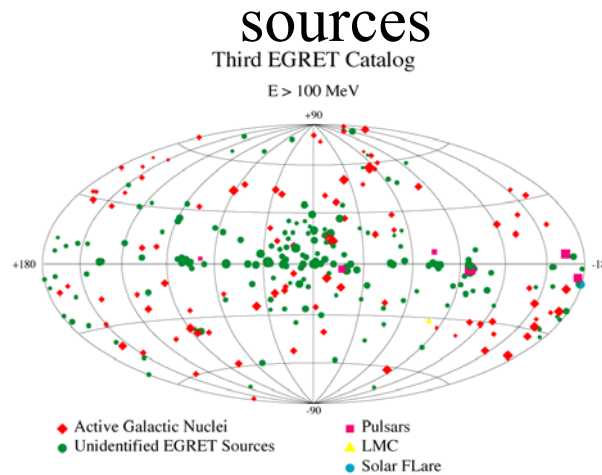 sources
Third EGRET Catalog
E > 100 MeV
+90
+180
-90
Active Galactic Nuclei
Unidentified EGRET Sources
Pulsars
LMC
Solar FLare